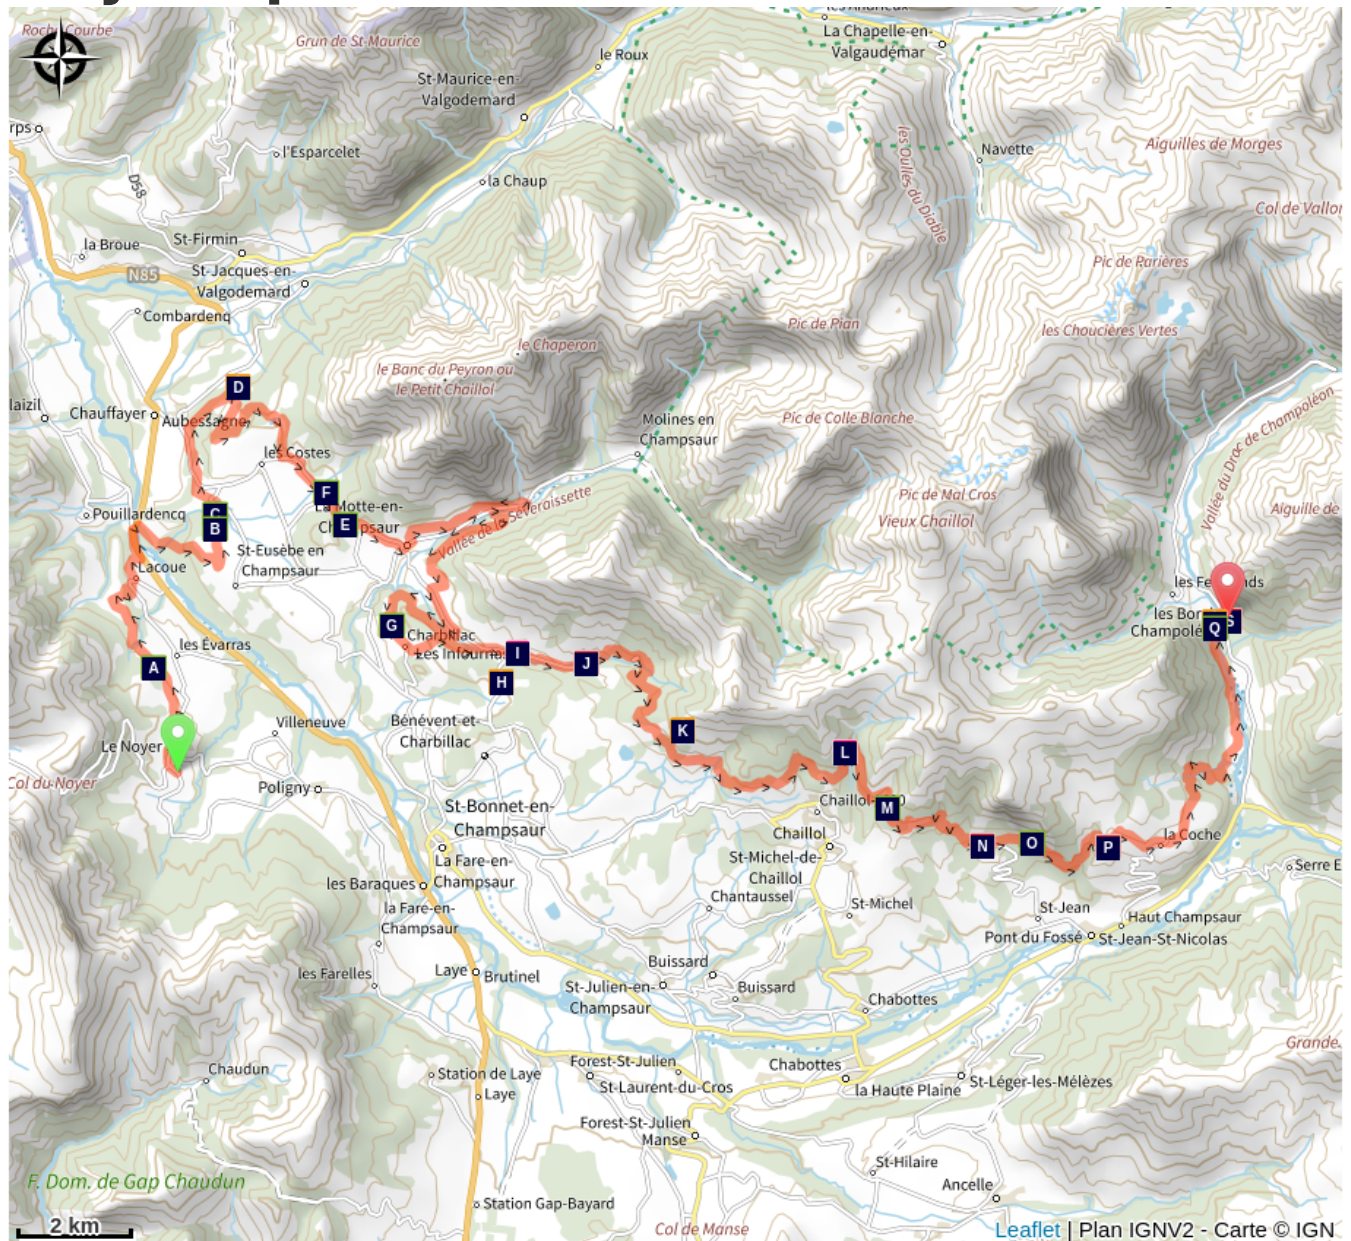 Roche Courbe
Grun de St-Maurice
le Roux
La Chapelle-en-
Valgaudémar
St-Maurice-en-
Valgodemard
l'Esparcelet
Navette
Aiguilles de Morges
les Oulles du Diable
la Chaup
D58
Col de Vallon
la Broue
St-Firmin
N85
St-Jacques-en-
Valgodemard
Pic de Parières
Combardenq
Pic de Pian
les Choucières Vertes
le Chaperon
le Banc du Peyron ou
le Petit Chaillol
D
Chauffayer
Aubessagne
Molines en
Champsaur
Pic de Colle Blanche
Vallée du Drac de Champoléon
les Costes
Pic de Mal Cros
Vieux Chaillol
Aiguille de
F
E
C
B
Pouillardencq
Vallée de la Séveraissette
St-Eusèbe en
Champsaur
Lacoue
G
Charbillac
Les Infournas
les Évarras
A
I
J
H
Q
S
Villeneuve
Bénévent-et-
Charbillac
K
Le Noyer
Col du Noyer
L
Poligny
St-Bonnet-en-
Champsaur
M
Chaillol
N
O
P
la Coche
La Fare-en-
Champsaur
St-Michel-de-
Chaillol
Serre E
les Baraques
la Fare-en-
Champsaur
Chantaussel
St-Michel
St-Jean
Haut Champsaur
Pont du Fossé
St-Jean-St-Nicolas
les Farelles
Laye
Brutinel
Buissard
St-Julien-en-
Champsaur
Buissard
Chabottes
Grande
Chaudun
Station de Laye
Laye
Forest-St-Julien
St-Laurent-du-Cros
Chabottes
la Haute Plaine
St-Léger-les-Mélèzes
Forest-St-Julien
Manse
St-Hilaire
Ancelle
F. Dom. de Gap Chaudun
Station Gap-Bayard
Col de Manse
2 km
Leaflet | Plan IGNV2 - Carte © IGN